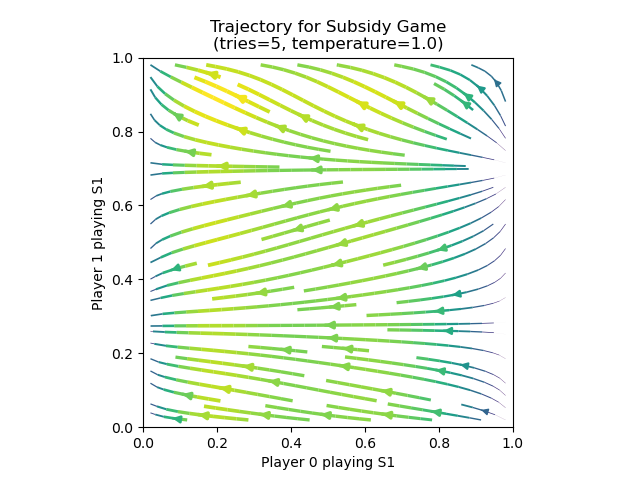 Trajectory for Subsidy Game
(tries=5, temperature=1.0)
Player 1 playing S1
1.0
0.8
0.6
0.4
0.2
0.0
0.0 0.2 0.4 0.6 0.8 1.0
Player 0 playing S1